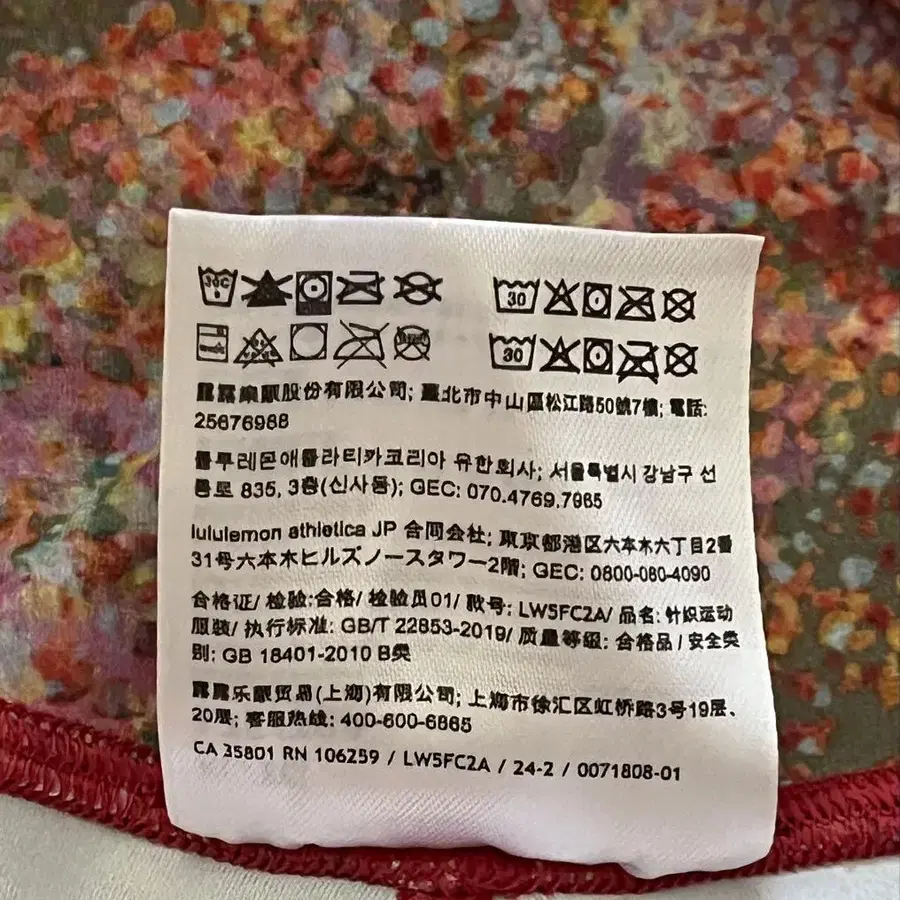 30C
30
30
露露樂飄股份有限公司; 臺北市中山區松江路50號7樓; 電話:
25676988
룰루레몬애틀라티카코리아 유한회사; 서울특별시 강남구 선
릉로 835, 3층(신사동); GEC: 070.4769.7985
lululemon athletica JP 合同会社; 東京都港区六本木六丁目2番
31号六本木ヒルズノースタワー2階; GEC: 0800-080-4090
合格证/ 检验:合格/ 检验员01/ 款号: LW5FC2A/ 品名: 针织运动
服装/ 执行标准: GB/T 22853-2019/ 质量等级: 合格品 / 安全类
别: GB 18401-2010 B类
露露乐蒙贸易(上海)有限公司; 上海市徐汇区虹桥路3号19层、
20层; 客服热线: 400-600-6865
CA 35801 RN 106259 / LW5FC2A / 24-2 / 0071808-01